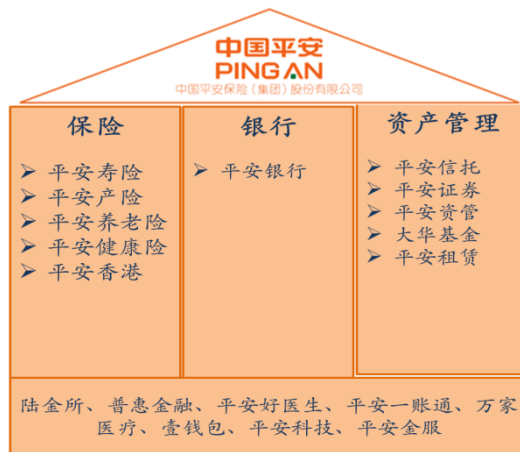 中国平安
PINGAN
中国平安保险（集团）股份有限公司
保险
平安寿险
平安产险
平安养老险
平安健康险
平安香港
银行
平安银行
资产管理
平安信托
平安证券
平安资管
大华基金
平安租赁
陆金所、普惠金融、平安好医生、平安一账通、万家
医疗、壹钱包、平安科技、平安金服